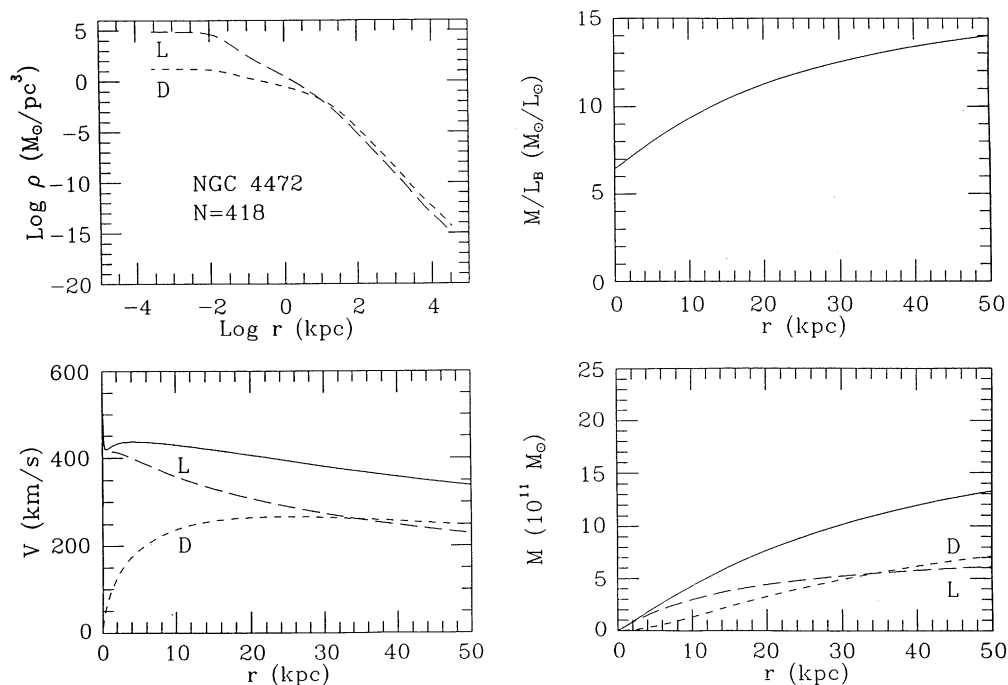 Log ρ (M⊙/pc³)
5
0
−5
−10
−15
−20
L
D
NGC 4472
N=418
−4
−2
0
2
4
Log r (kpc)
M/L_B (M⊙/L⊙)
15
10
5
0
0
10
20
30
40
50
r (kpc)
V (km/s)
600
400
200
0
L
D
0
10
20
30
40
50
r (kpc)
M (10¹¹ M⊙)
25
20
15
10
5
0
D
L
0
10
20
30
40
50
r (kpc)